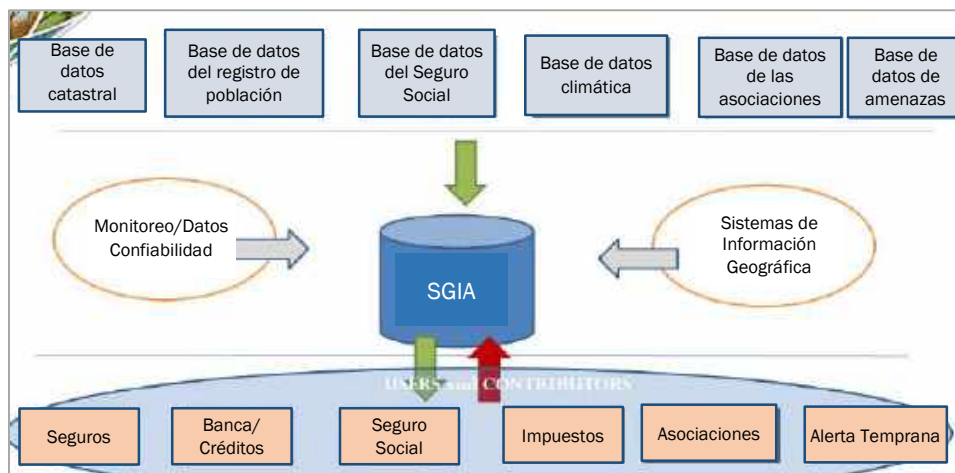 Base de
datos
catastral
Base de datos
del registro de
población
Base de datos
del Seguro
Social
Base de datos
climática
Base de datos
de las
asociaciones
Base de
datos de
amenazas
Monitoreo/Datos
Confiabilidad
Sistemas de
Información
Geográfica
SGIA
USERS and CONTRIBUTORS
Seguros
Banca/
Créditos
Seguro
Social
Impuestos
Asociaciones
Alerta Temprana